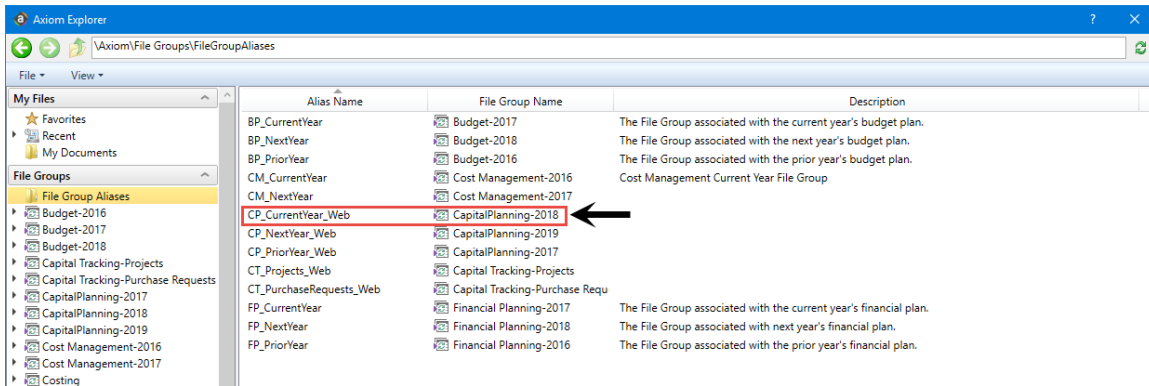 Axiom Explorer
\Axiom\File Groups\FileGroupAliases
File View
My Files
Favorites
Recent
My Documents
File Groups
File Group Aliases
Budget-2016
Budget-2017
Budget-2018
Capital Tracking-Projects
Capital Tracking-Purchase Requests
CapitalPlanning-2017
CapitalPlanning-2018
CapitalPlanning-2019
Cost Management-2016
Cost Management-2017
Costing
Alias Name File Group Name Description
BP_CurrentYear Budget-2017 The File Group associated with the current year's budget plan.
BP_NextYear Budget-2018 The File Group associated with the next year's budget plan.
BP_PriorYear Budget-2016 The File Group associated with the prior year's budget plan.
CM_CurrentYear Cost Management-2016 Cost Management Current Year File Group
CM_NextYear Cost Management-2017
CP_CurrentYear_Web CapitalPlanning-2018
CP_NextYear_Web CapitalPlanning-2019
CP_PriorYear_Web CapitalPlanning-2017
CT_Projects_Web Capital Tracking-Projects
CT_PurchaseRequests_Web Capital Tracking-Purchase Requ
FP_CurrentYear Financial Planning-2017 The File Group associated with the current year's financial plan.
FP_NextYear Financial Planning-2018 The File Group associated with next year's financial plan.
FP_PriorYear Financial Planning-2016 The File Group associated with the prior year's financial plan.